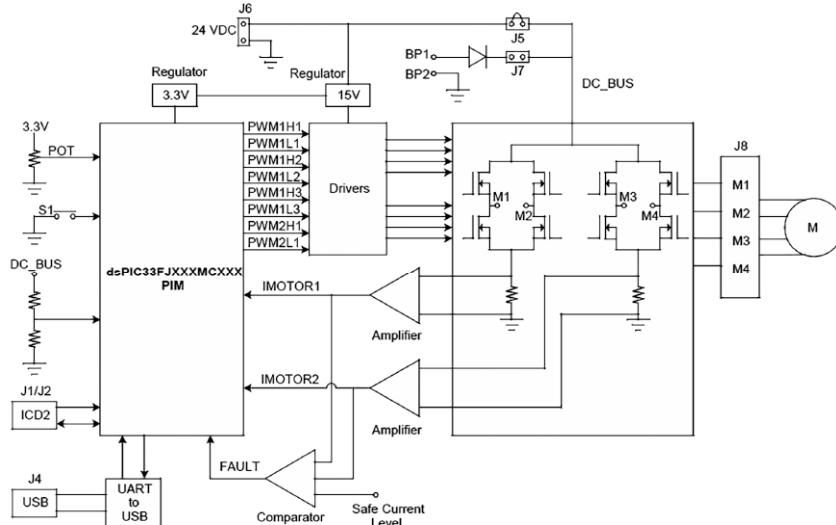 J6
24 VDC
J5
BP1
J7
BP2
DC_BUS
Regulator
Regulator
3.3V
15V
3.3V
POT
S1
DC_BUS
dsPIC33FJXXXMCXXX
PIM
PWM1H1
PWM1L1
PWM1H2
PWM1L2
PWM1H3
PWM1L3
PWM2H1
PWM2L1
Drivers
M1
M2
M3
M4
J8
M1
M2
M3
M4
M
IMOTOR1
Amplifier
IMOTOR2
Amplifier
J1/J2
ICD2
FAULT
J4
USB
UART
to
USB
Comparator
Safe Current
Level